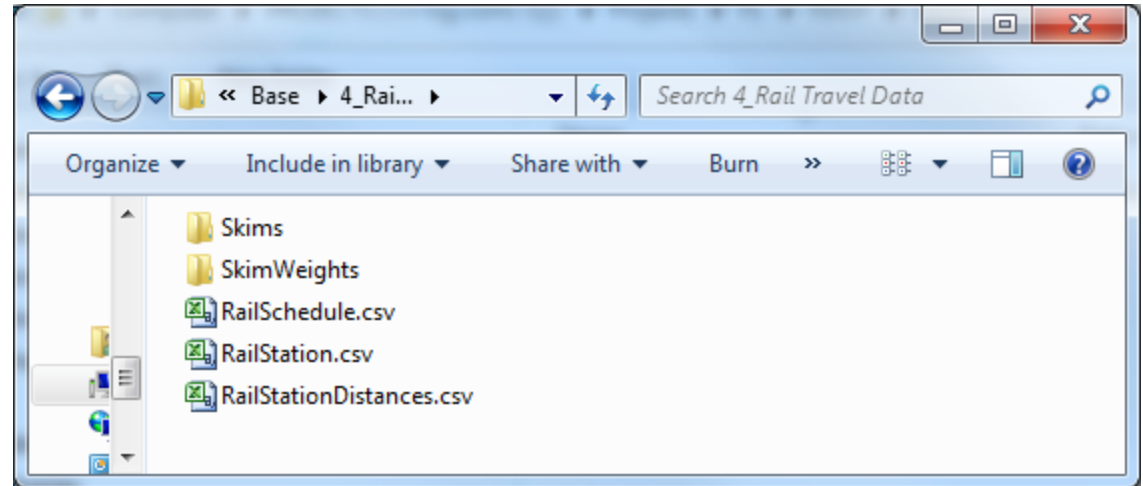 « Base ▸ 4_Rai... ▸ Search 4_Rail Travel Data
Organize Include in library Share with Burn »
Skims
SkimWeights
RailSchedule.csv
RailStation.csv
RailStationDistances.csv